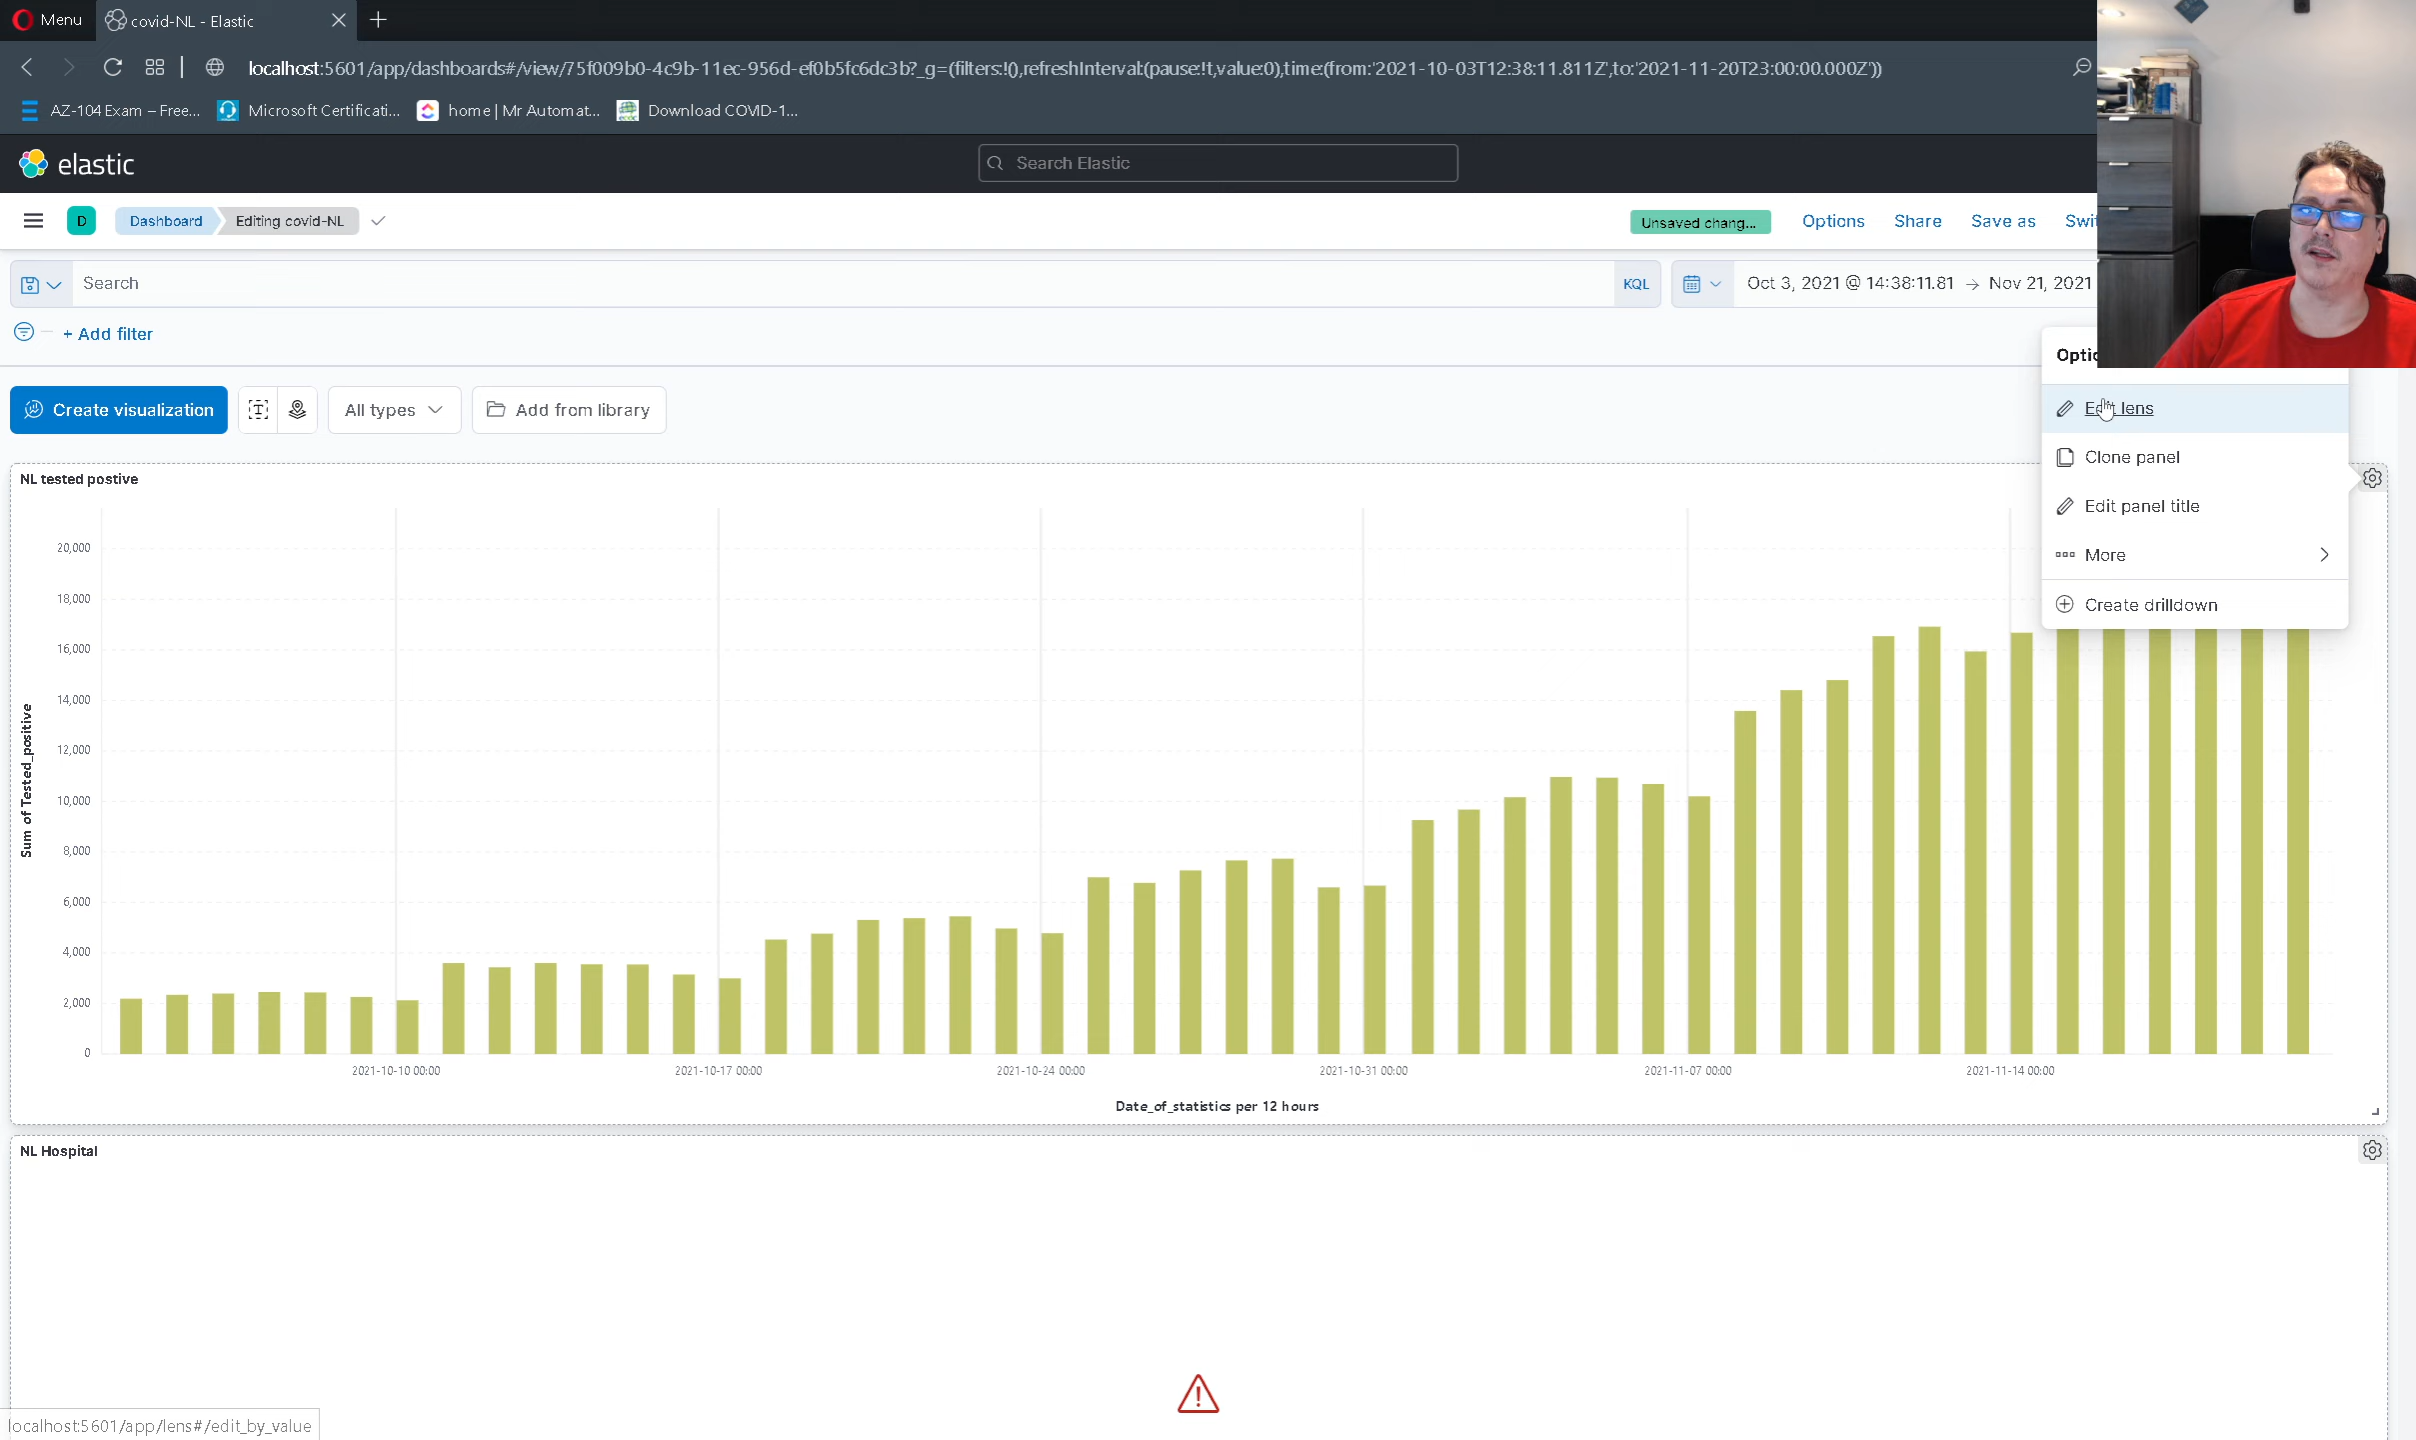 Menu
covid-NL - Elastic
localhost:5601/app/dashboards#/view/75f009b0-4c9b-11ec-956d-ef0b5fc6dc3b?_g=(filters:!(),refreshInterval:(pause:!t,value:0),time:(from:'2021-10-03T12:38:11.811Z',to:'2021-11-20T23:00:00.000Z'))
AZ-104 Exam – Free... Microsoft Certificati... home | Mr Automat... Download COVID-1...
elastic
Search Elastic
D Dashboard Editing covid-NL
Unsaved chang... Options Share Save as Swit
Search KQL Oct 3, 2021 @ 14:38:11.81 → Nov 21, 2021
+ Add filter
Optio
Create visualization All types Add from library
Edit lens
Clone panel
Edit panel title
More
Create drilldown
NL tested postive
20,000
18,000
16,000
14,000
12,000
10,000
8,000
6,000
4,000
2,000
0
Sum of Tested_positive
2021-10-10 00:00 2021-10-17 00:00 2021-10-24 00:00 2021-10-31 00:00 2021-11-07 00:00 2021-11-14 00:00
Date_of_statistics per 12 hours
NL Hospital
localhost:5601/app/lens#/edit_by_value